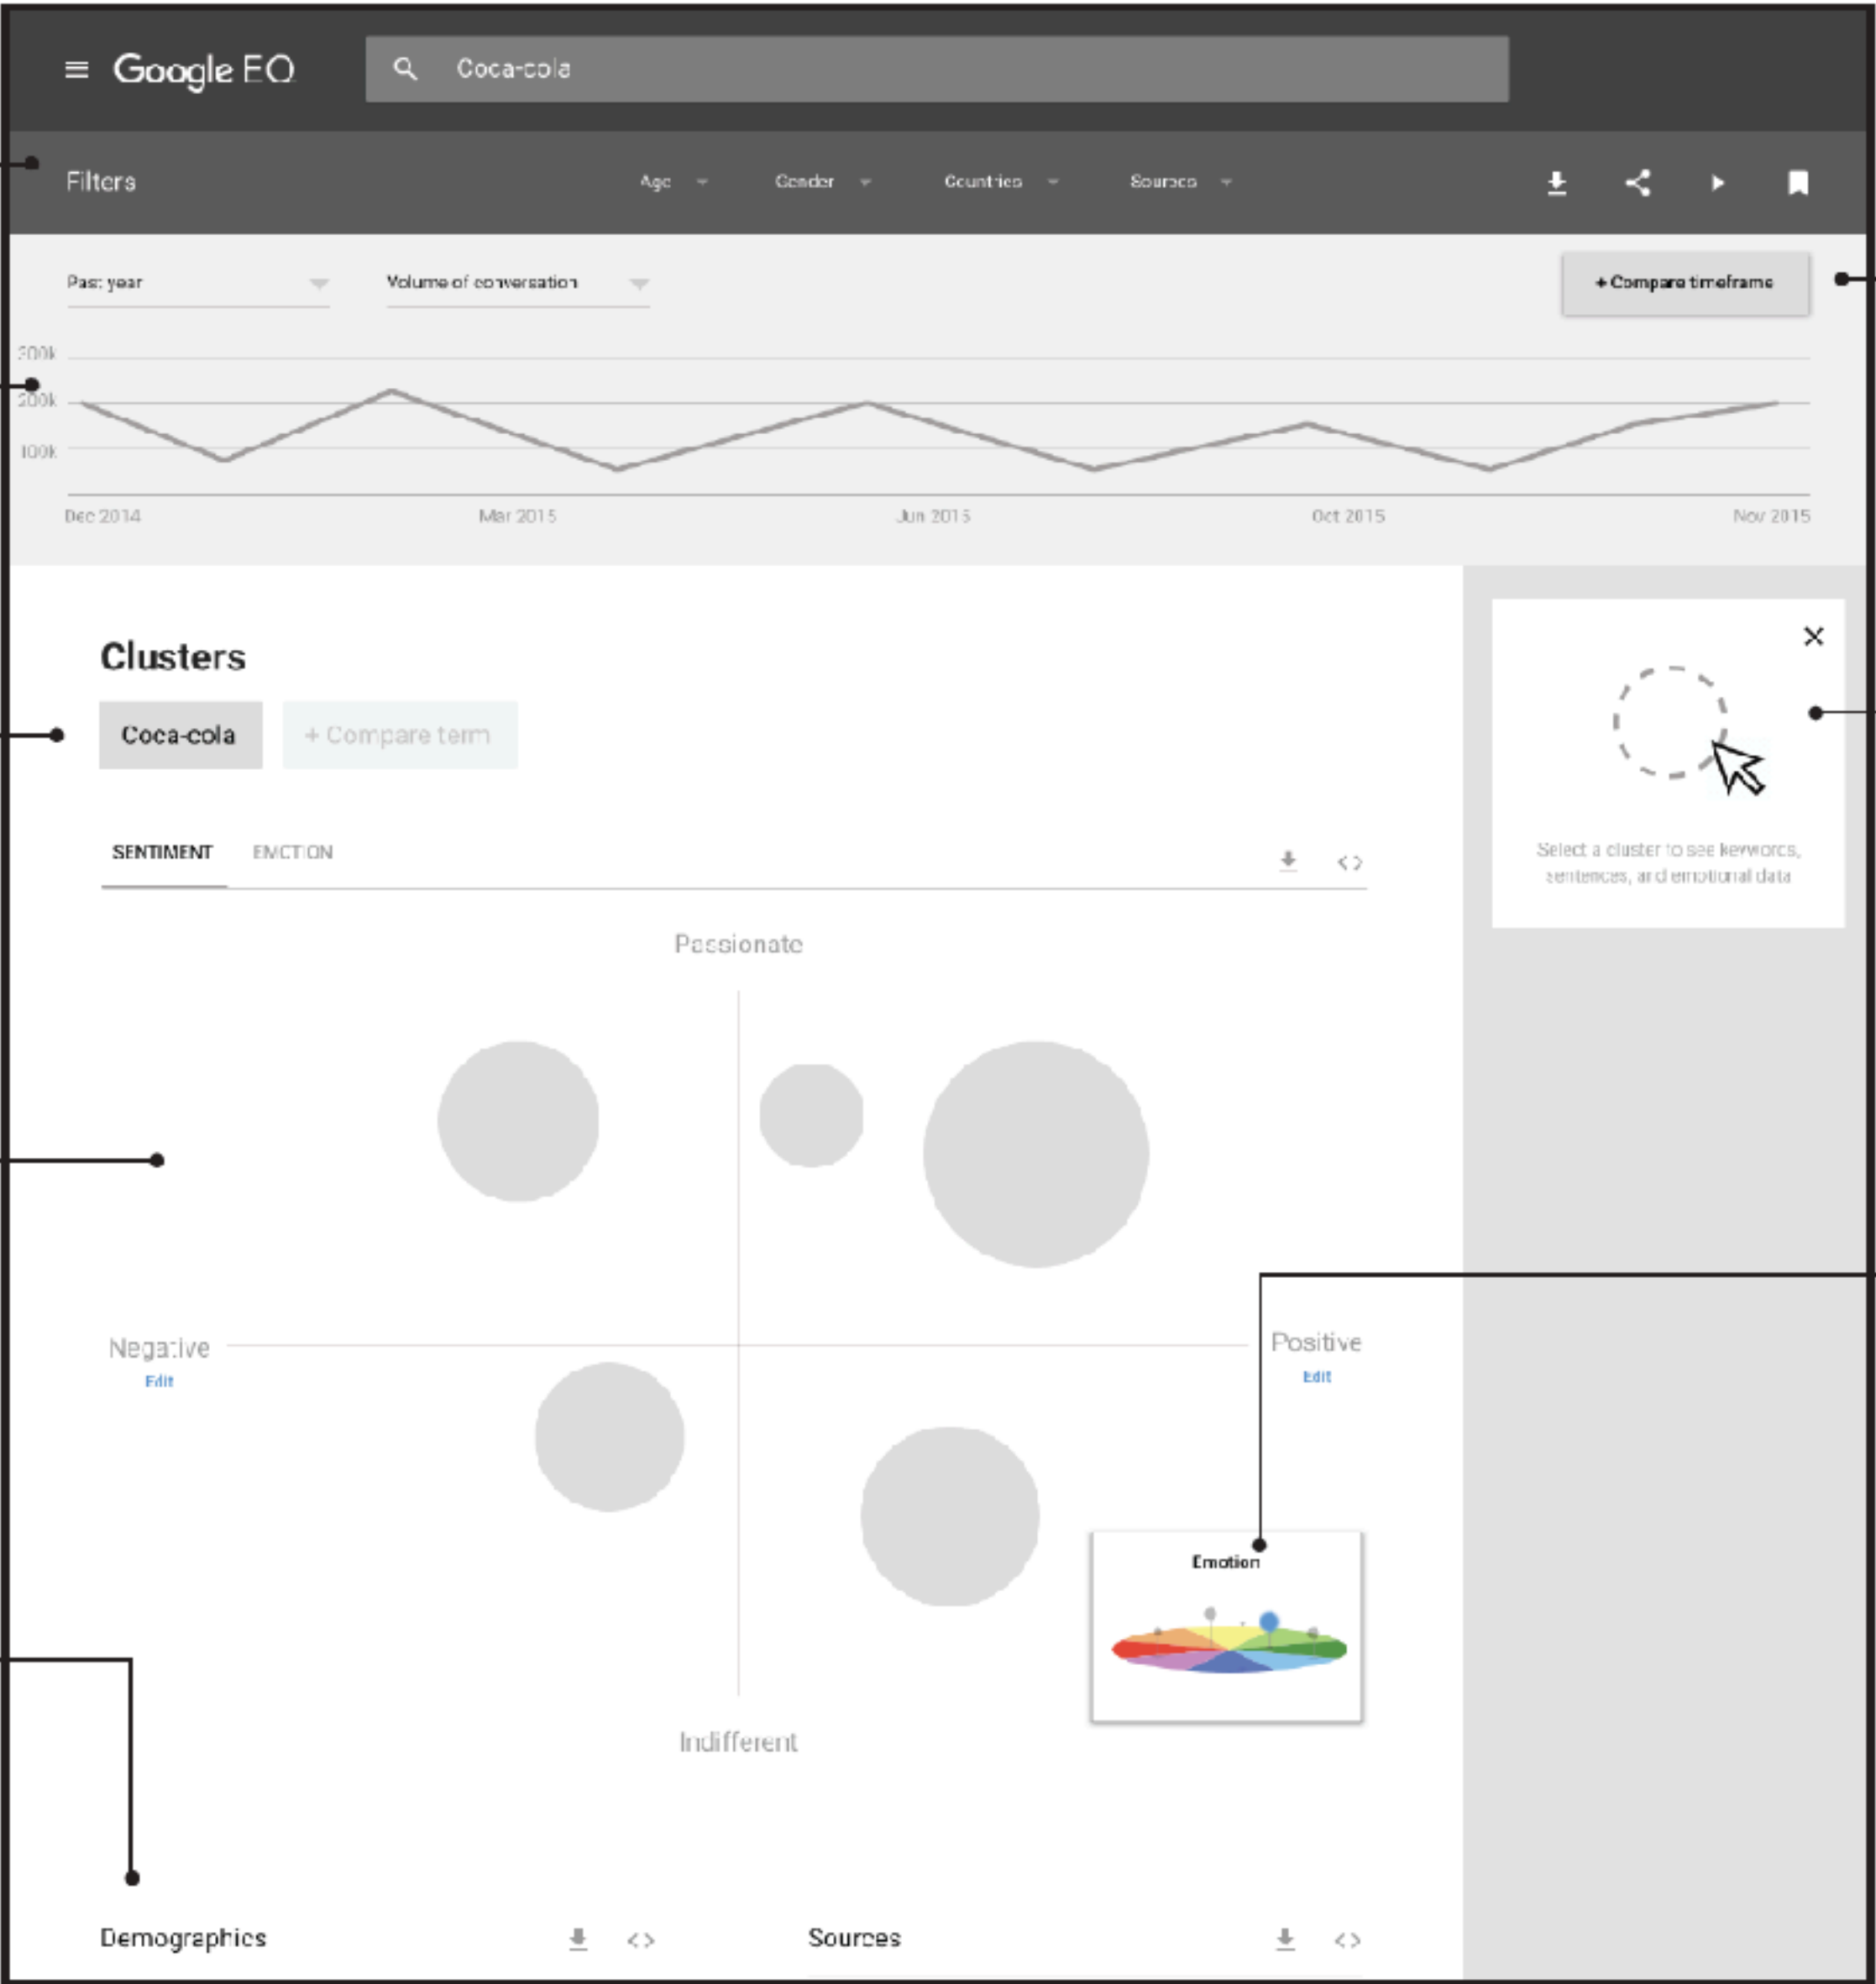 Google EQ
Coca-cola
Filters
Age
Gender
Countries
Sources
Past year
Volume of conversation
+ Compare timeframe
300k
200k
100k
Dec 2014
Mar 2015
Jun 2015
Oct 2015
Nov 2015
Clusters
Coca-cola
+ Compare term
SENTIMENT
EMOTION
Select a cluster to see keywords,
sentences, and emotional data
Passionate
Negative
Edit
Positive
Edit
Emotion
Indifferent
Demographics
Sources